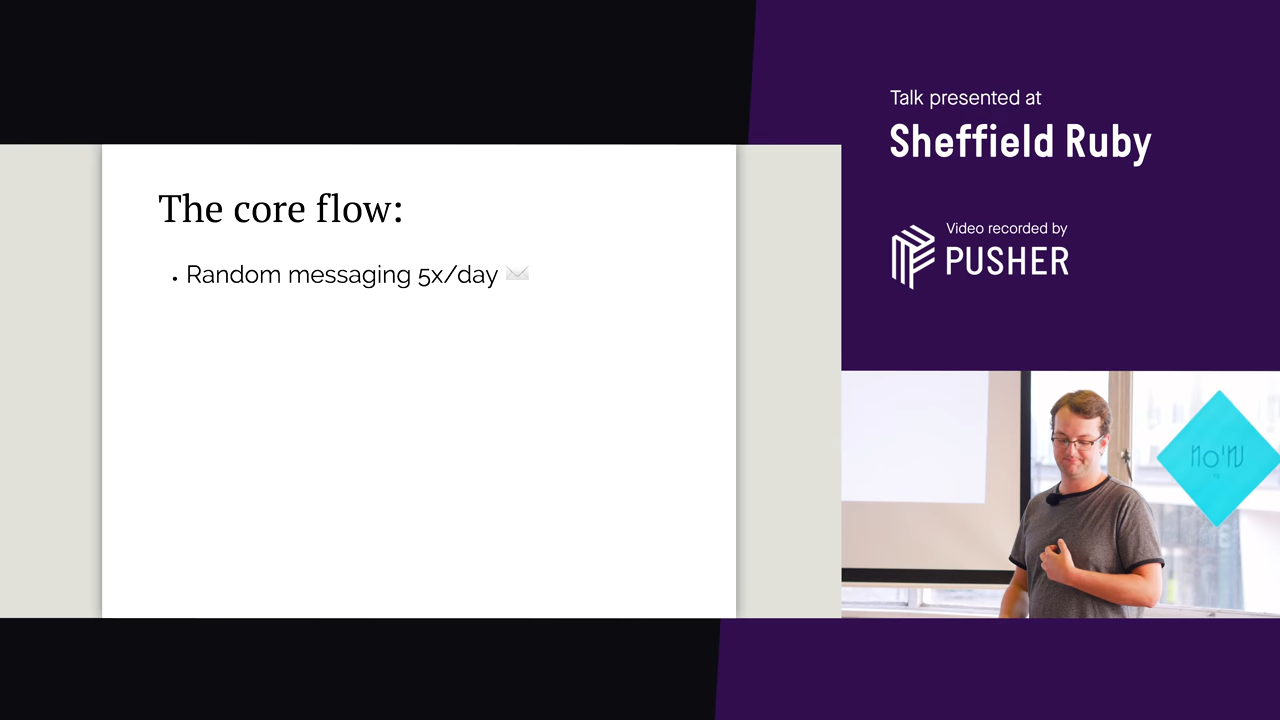 The core flow:
• Random messaging 5x/day ✉️
Talk presented at
Sheffield Ruby
Video recorded by
PUSHER